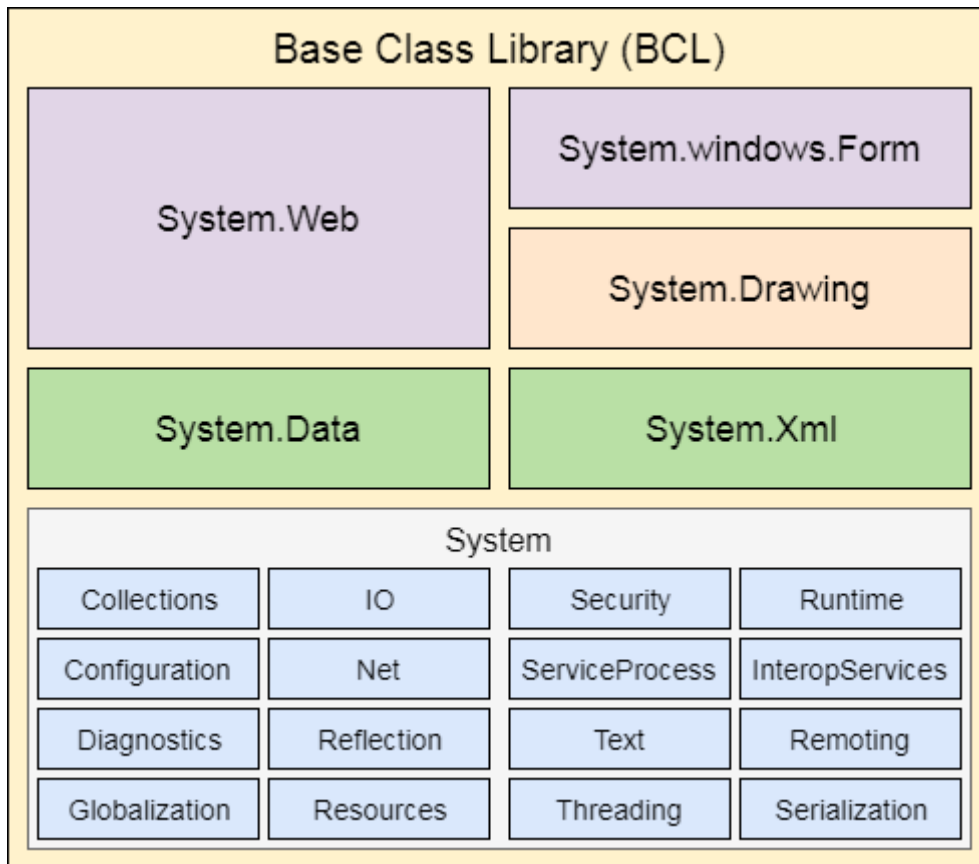 Base Class Library (BCL)
System.Web
System.windows.Form
System.Drawing
System.Data
System.Xml
System
Collections
IO
Security
Runtime
Configuration
Net
ServiceProcess
InteropServices
Diagnostics
Reflection
Text
Remoting
Globalization
Resources
Threading
Serialization